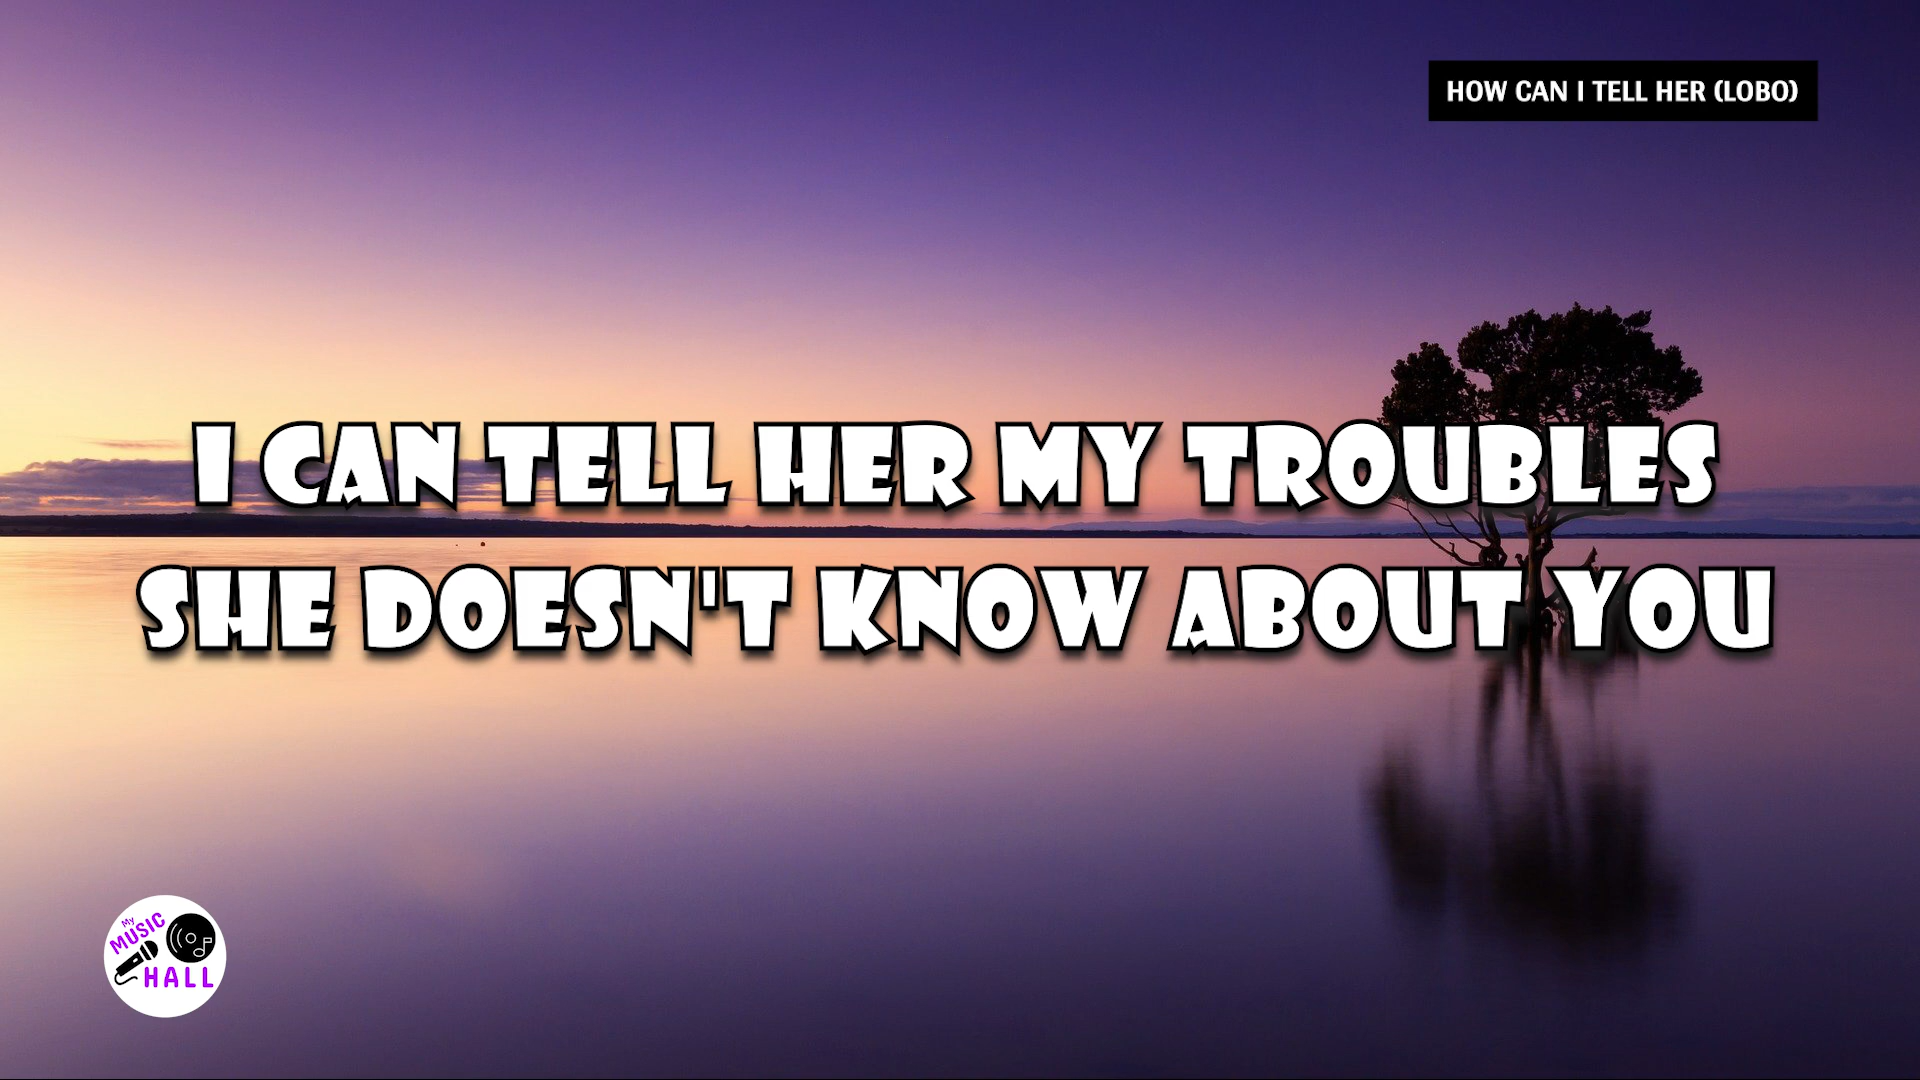 HOW CAN I TELL HER (LOBO)
I CAN TELL HER MY TROUBLES
SHE DOESN'T KNOW ABOUT YOU
My
MUSIC
HALL